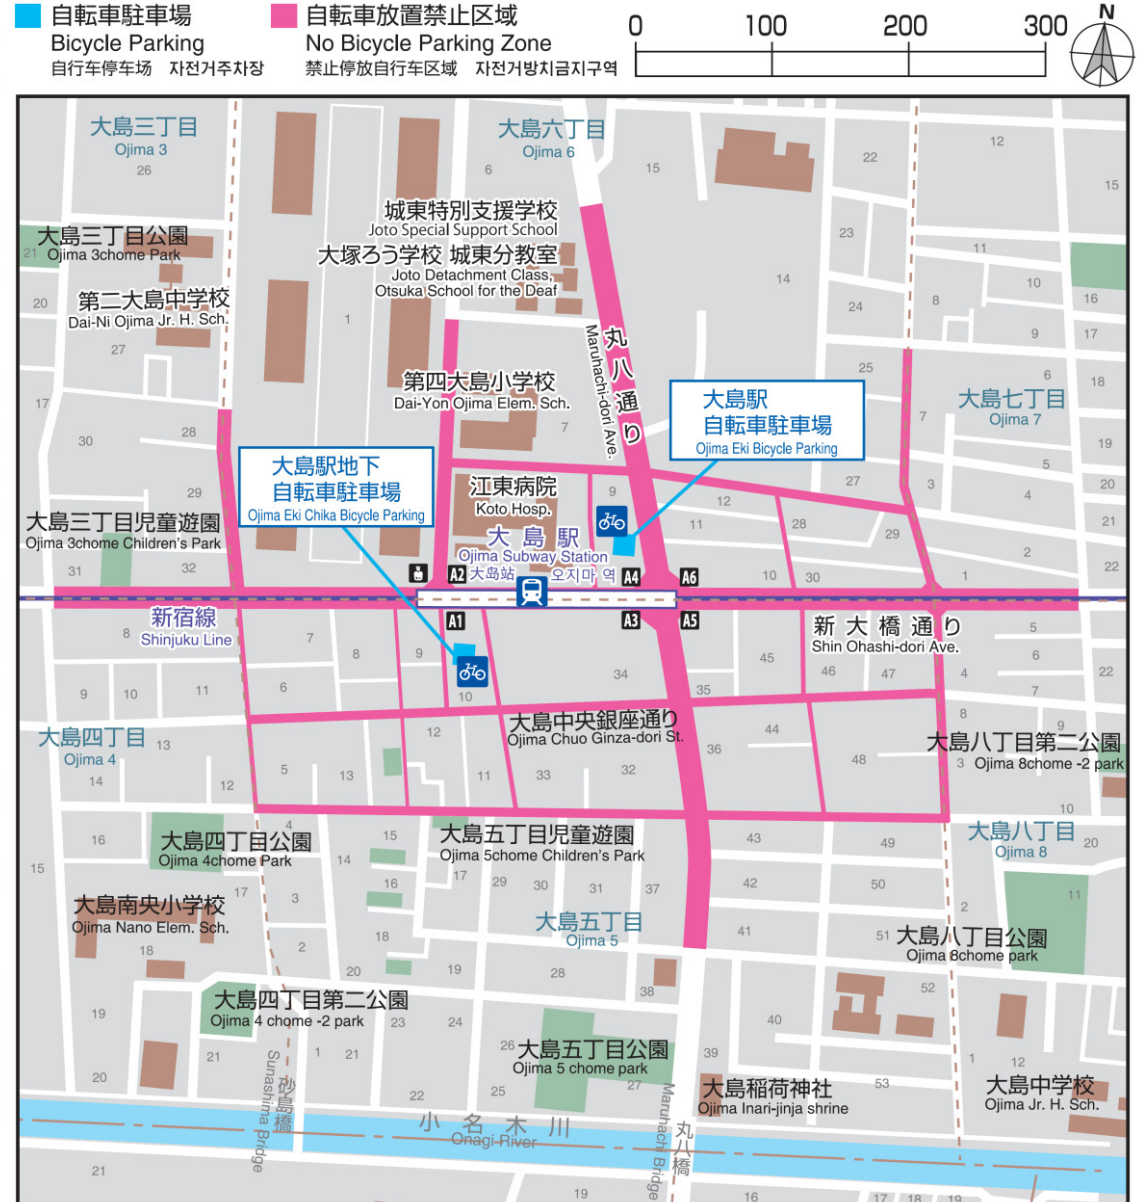 自転車駐車場
Bicycle Parking
自行车停车场 자전거주차장
自転車放置禁止区域
No Bicycle Parking Zone
禁止停放自行车区域 자전거방치금지구역
0 100 200 300
N
大島三丁目
Ojima 3
26
大島六丁目
Ojima 6
6
15
22
12
15
城東特別支援学校
Joto Special Support School
大塚ろう学校 城東分教室
Joto Detachment Class,
Otsuka School for the Deaf
大島三丁目公園
Ojima 3chome Park
21
23
11
14
10
16
20
第二大島中学校
Dai-Ni Ojima Jr. H. Sch.
27
1
24
8
9
17
丸八通り
Maruhachi-dori Ave.
25
6
18
第四大島小学校
Dai-Yon Ojima Elem. Sch.
7
大島駅
自転車駐車場
Ojima Eki Bicycle Parking
大島七丁目
Ojima 7
7
17
30
28
19
大島駅地下
自転車駐車場
Ojima Eki Chika Bicycle Parking
29
5
20
27
3
4
江東病院
Koto Hosp.
9
12
11
28
29
21
大島三丁目児童遊園
Ojima 3chome Children's Park
31
32
大島駅
Ojima Subway Station
大岛站 오지마 역
2
22
10
30
1
A2
A4
A6
A1
A3
A5
新宿線
Shinjuku Line
8
7
8
9
新大橋通り
Shin Ohashi-dori Ave.
5
6
22
9
10
11
6
10
34
45
46
47
4
7
35
大島四丁目
Ojima 4
13
12
大島中央銀座通り
Ojima Chuo Ginza-dori St.
36
44
48
8
9
大島八丁目第二公園
Ojima 8chome -2 park
3
14
12
5
13
11
33
32
10
16
4
大島四丁目公園
Ojima 4chome Park
15
14
大島五丁目児童遊園
Ojima 5chome Children's Park
43
49
大島八丁目
Ojima 8
20
15
17
3
16
17
29
30
31
37
42
50
11
2
大島南央小学校
Ojima Nano Elem. Sch.
18
2
18
大島五丁目
Ojima 5
41
51
大島八丁目公園
Ojima 8chome park
20
19
28
38
52
大島四丁目第二公園
Ojima 4 chome -2 park
19
23
24
40
21
1
21
26
大島五丁目公園
Ojima 5 chome park
39
1
12
20
22
25
27
53
大島稲荷神社
Ojima Inari-jinja shrine
大島中学校
Ojima Jr. H. Sch.
砂島橋
Sunashima Bridge
小名木川
Onagi River
丸八橋
Maruhachi Bridge
21
19
16
17
18
19